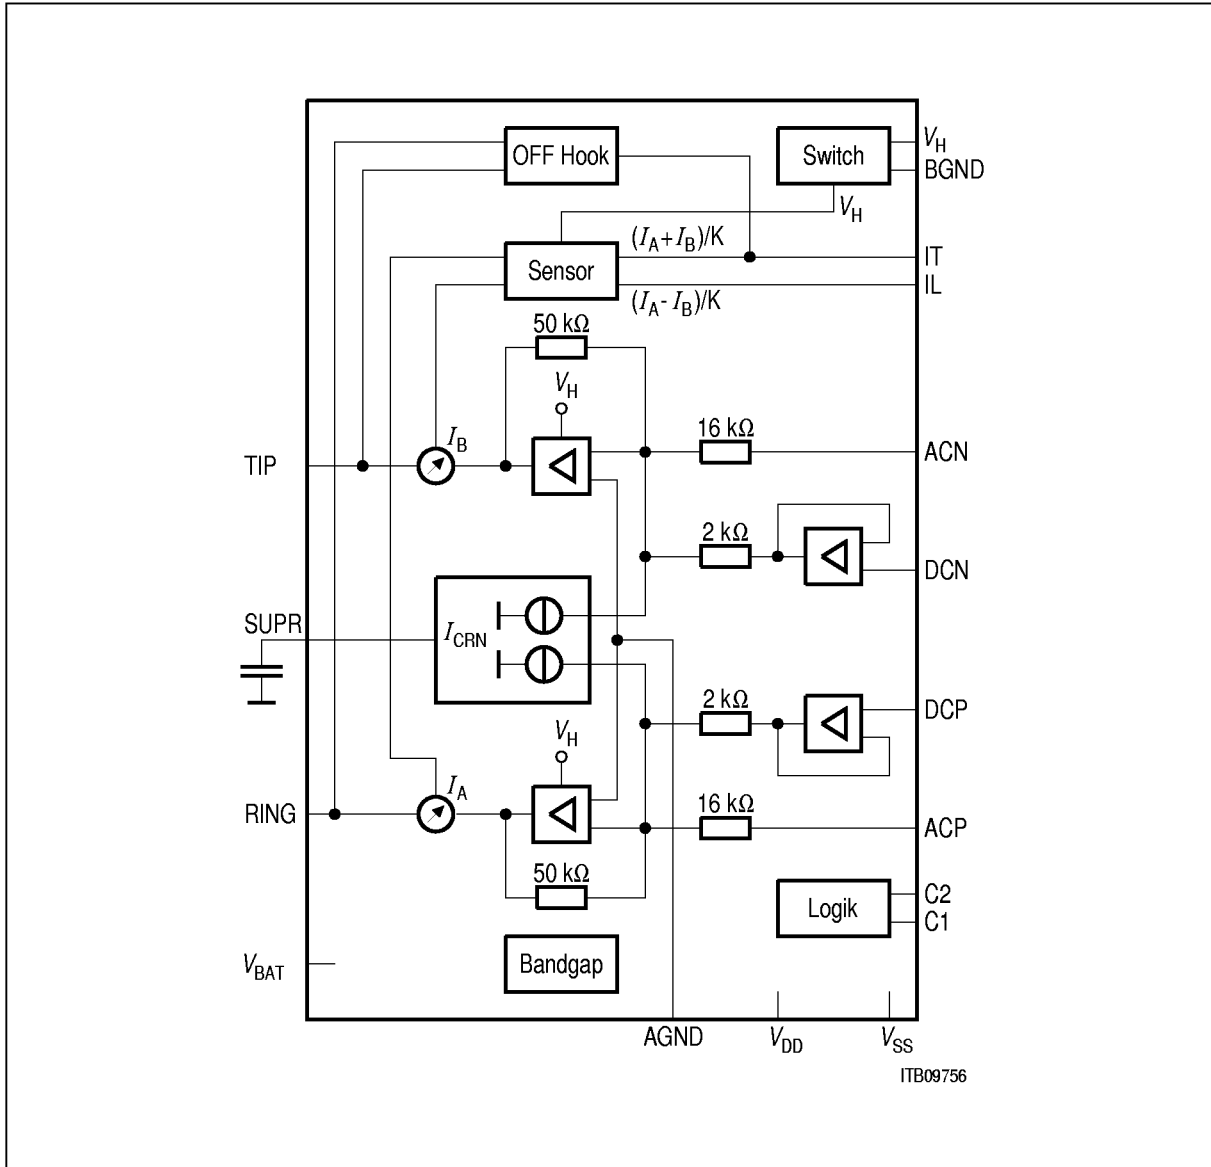 OFF Hook
Switch
V_H
BGND
V_H
(I_A+I_B)/K
IT
Sensor
IL
(I_A- I_B)/K
50 kΩ
V_H
16 kΩ
I_B
ACN
TIP
2 kΩ
DCN
SUPR
I_CRN
2 kΩ
DCP
V_H
I_A
16 kΩ
RING
ACP
50 kΩ
C2
Logik
C1
V_BAT
Bandgap
AGND
V_DD
V_SS
ITB09756